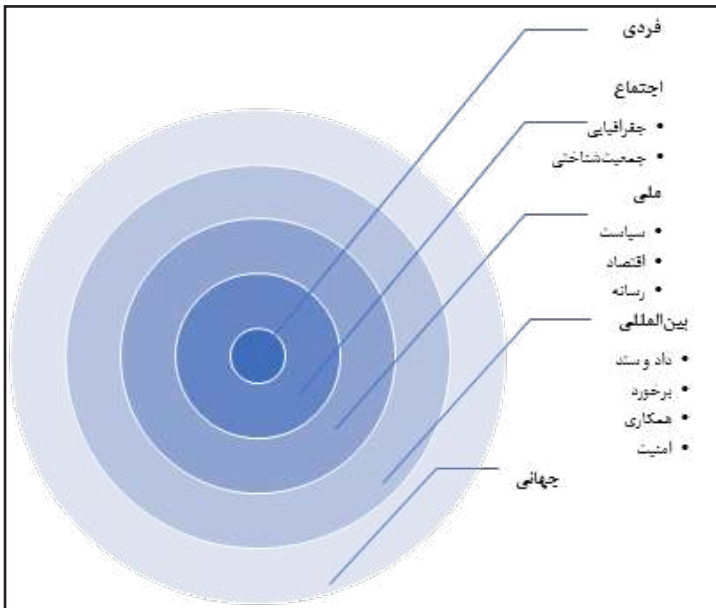 فردی
اجتماع
• جغرافیایی
• جمعیت‌شناختی
ملی
• سیاست
• اقتصاد
• رسانه
بین‌المللی
• داد و ستد
• برخورد
• همکاری
• امنیت
جهانی